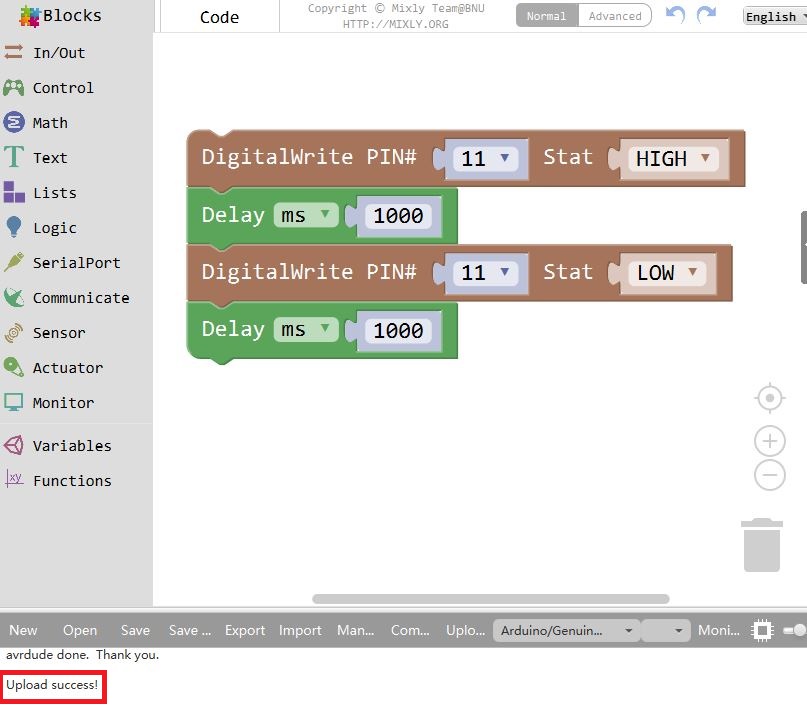 Blocks
Code
Copyright © Mixly Team@BNU
HTTP://MIXLY.ORG
Normal
Advanced
English
In/Out
Control
Math
Text
Lists
Logic
SerialPort
Communicate
Sensor
Actuator
Monitor
Variables
xy
Functions
DigitalWrite PIN# 11 Stat HIGH
Delay ms 1000
DigitalWrite PIN# 11 Stat LOW
Delay ms 1000
New Open Save Save ... Export Import Man... Com... Uplo... Arduino/Genuin... Moni...
avrdude done. Thank you.
Upload success!